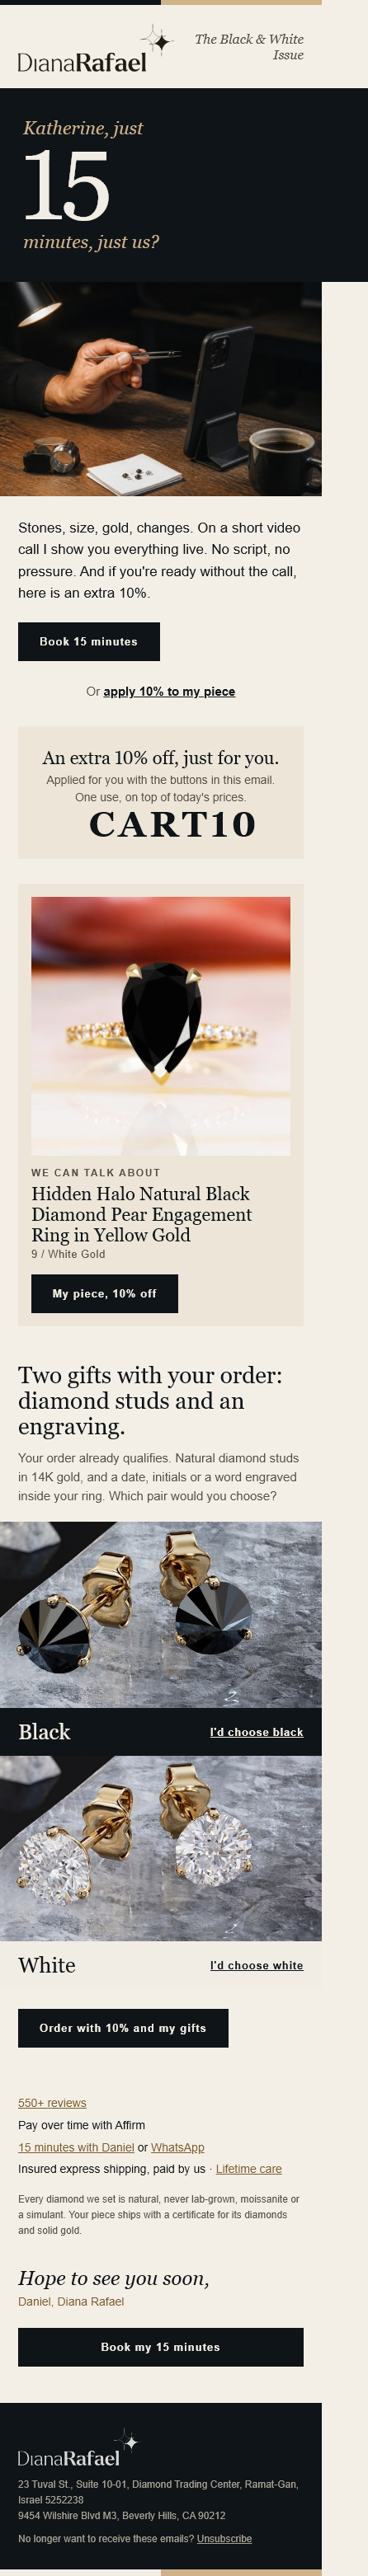 DianaRafael
The Black & White
Issue
Katherine, just
15
minutes, just us?
Stones, size, gold, changes. On a short video
call I show you everything live. No script, no
pressure. And if you're ready without the call,
here is an extra 10%.
Book 15 minutes
Or apply 10% to my piece
An extra 10% off, just for you.
Applied for you with the buttons in this email.
One use, on top of today's prices.
CART10
WE CAN TALK ABOUT
Hidden Halo Natural Black
Diamond Pear Engagement
Ring in Yellow Gold
9 / White Gold
My piece, 10% off
Two gifts with your order:
diamond studs and an
engraving.
Your order already qualifies. Natural diamond studs
in 14K gold, and a date, initials or a word engraved
inside your ring. Which pair would you choose?
Black
I'd choose black
White
I'd choose white
Order with 10% and my gifts
550+ reviews
Pay over time with Affirm
15 minutes with Daniel or WhatsApp
Insured express shipping, paid by us · Lifetime care
Every diamond we set is natural, never lab-grown, moissanite or
a simulant. Your piece ships with a certificate for its diamonds
and solid gold.
Hope to see you soon,
Daniel, Diana Rafael
Book my 15 minutes
DianaRafael
23 Tuval St., Suite 10-01, Diamond Trading Center, Ramat-Gan,
Israel 5252238
9454 Wilshire Blvd M3, Beverly Hills, CA 90212
No longer want to receive these emails? Unsubscribe